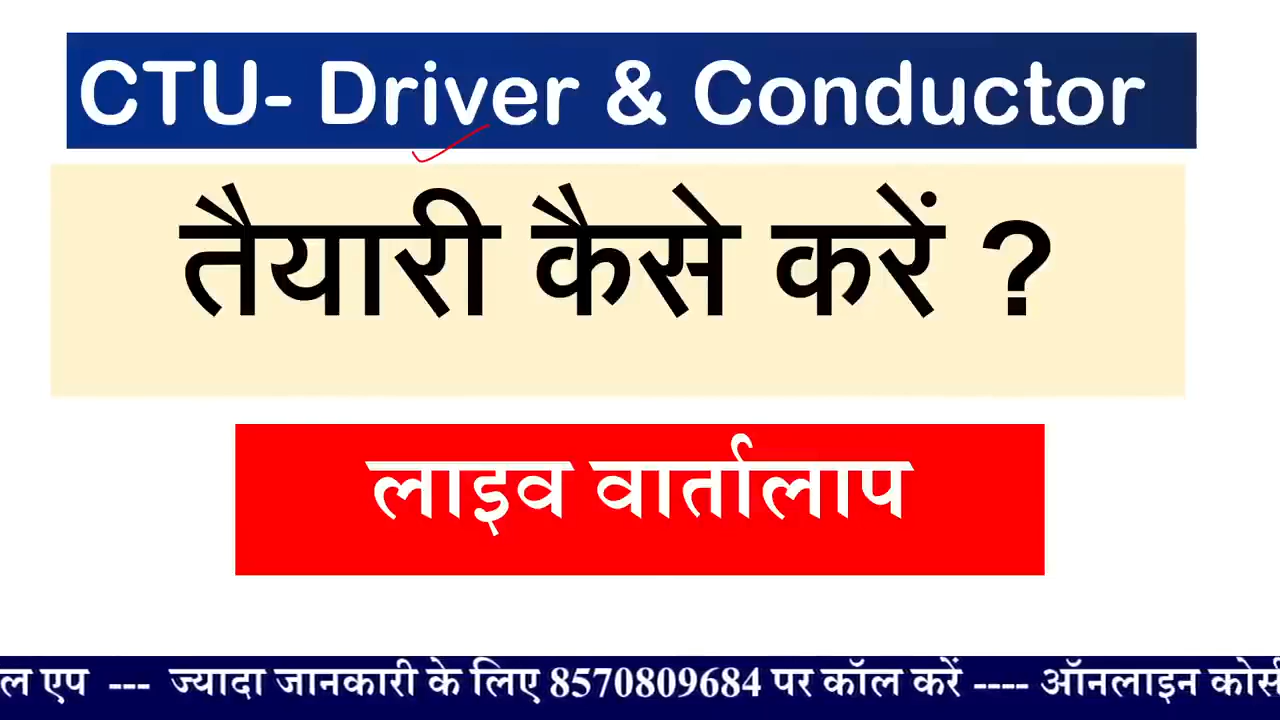 CTU- Driver & Conductor
तैयारी कैसे करें ?
लाइव वार्तालाप
ल एप --- ज्यादा जानकारी के लिए 8570809684 पर कॉल करें ---- ऑनलाइन कोर्स